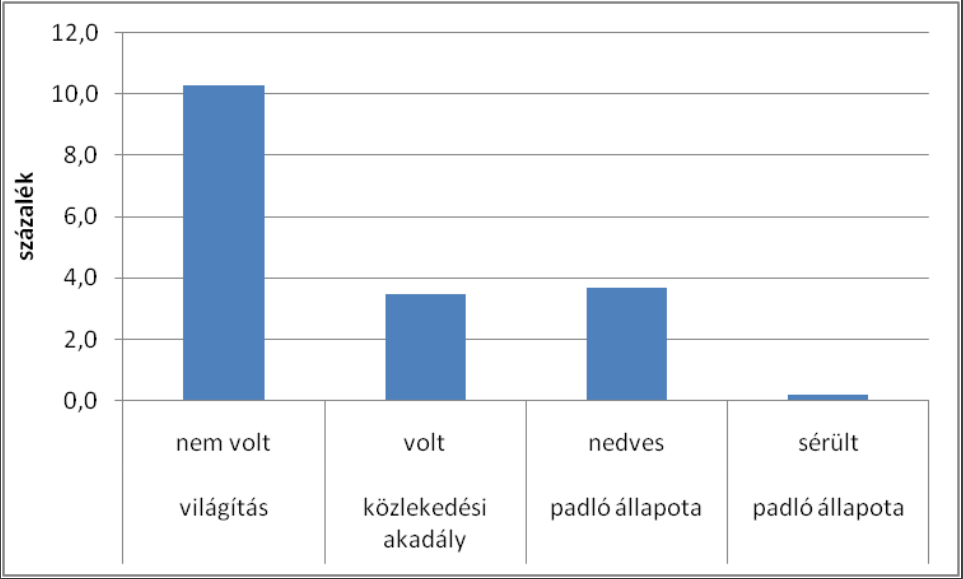 12,0
10,0
8,0
6,0
4,0
2,0
0,0
százalék
nem volt
volt
nedves
sérült
világítás
közlekedési
akadály
padló állapota
padló állapota